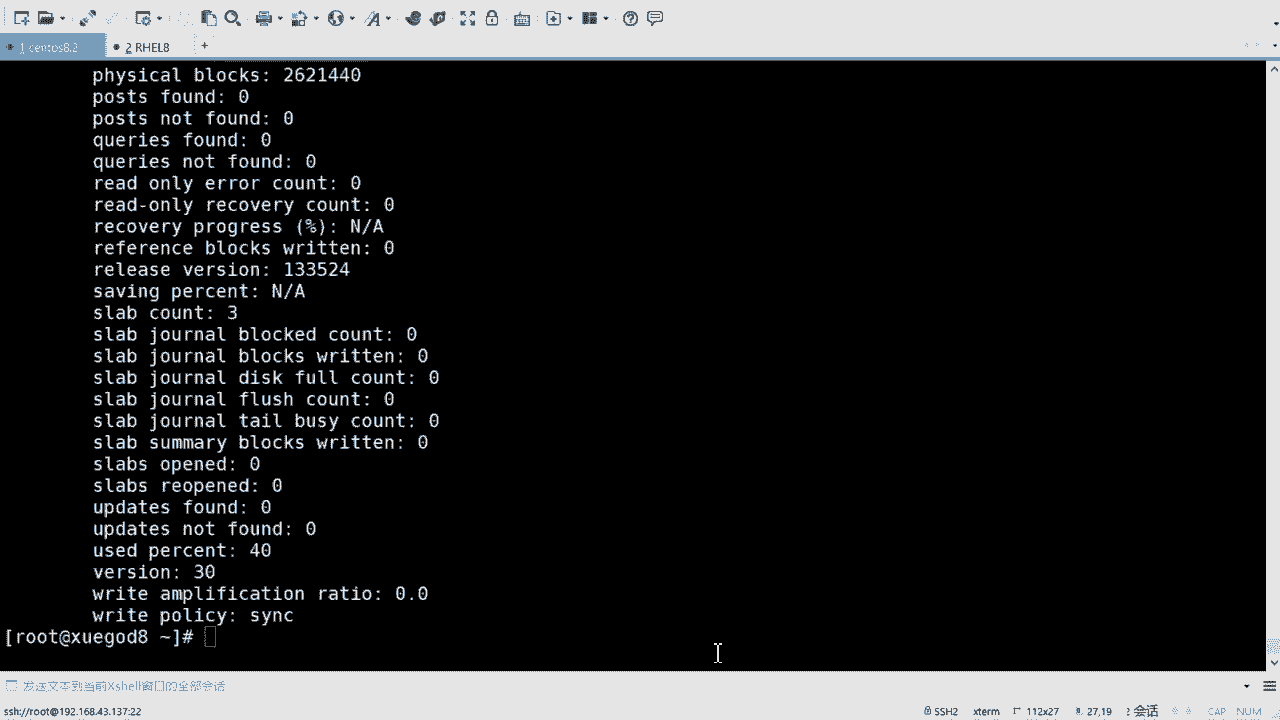 1 centos8.2
2 RHEL8
+
physical blocks: 2621440
posts found: 0
posts not found: 0
queries found: 0
queries not found: 0
read only error count: 0
read-only recovery count: 0
recovery progress (%): N/A
reference blocks written: 0
release version: 133524
saving percent: N/A
slab count: 3
slab journal blocked count: 0
slab journal blocks written: 0
slab journal disk full count: 0
slab journal flush count: 0
slab journal tail busy count: 0
slab summary blocks written: 0
slabs opened: 0
slabs reopened: 0
updates found: 0
updates not found: 0
used percent: 40
version: 30
write amplification ratio: 0.0
write policy: sync
[root@xuegod8 ~]#
发送文本到当前Xshell窗口的全部会话
ssh://root@192.168.43.137:22
SSH2
xterm
112x27
27,19
? 会话
CAP
NUM